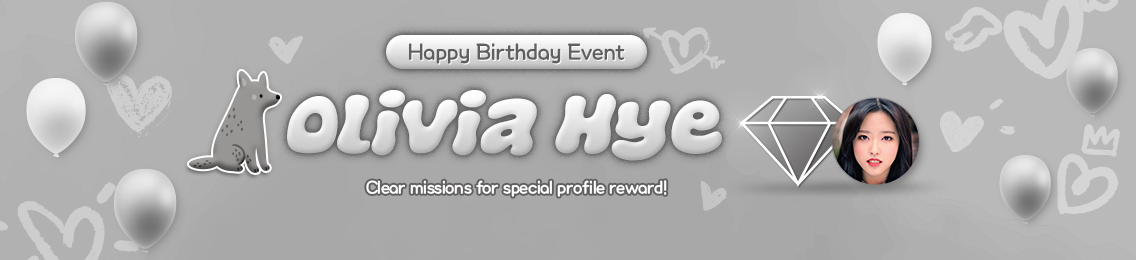 Happy Birthday Event
Olivia Hye
Clear missions for special profile reward!